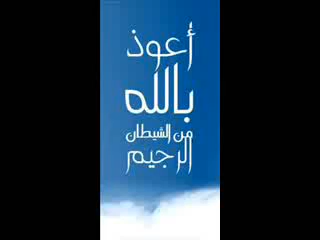 أعوذ
بالله
من الشيطان
الرجيم